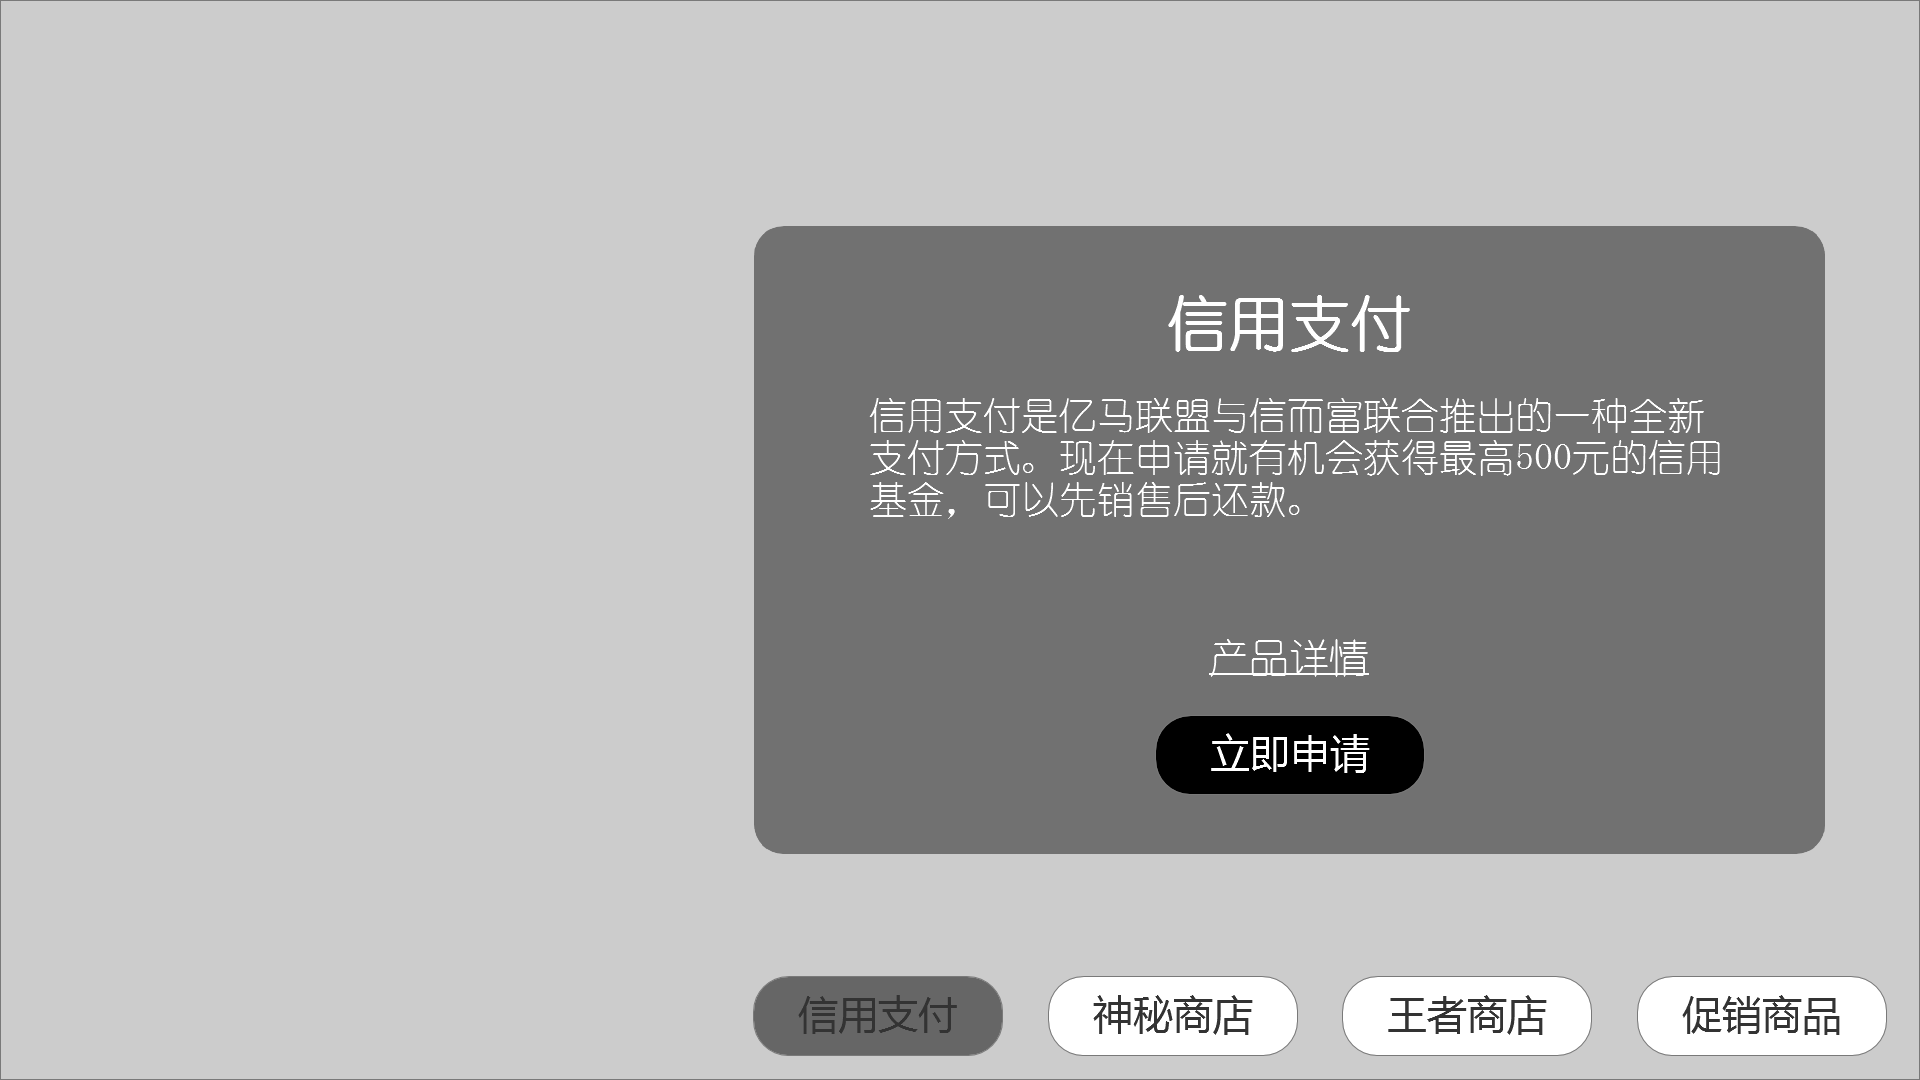 信用支付
信用支付是亿马联盟与信而富联合推出的一种全新
支付方式。现在申请就有机会获得最高500元的信用
基金，可以先销售后还款。
产品详情
立即申请
信用支付
神秘商店
王者商店
促销商品